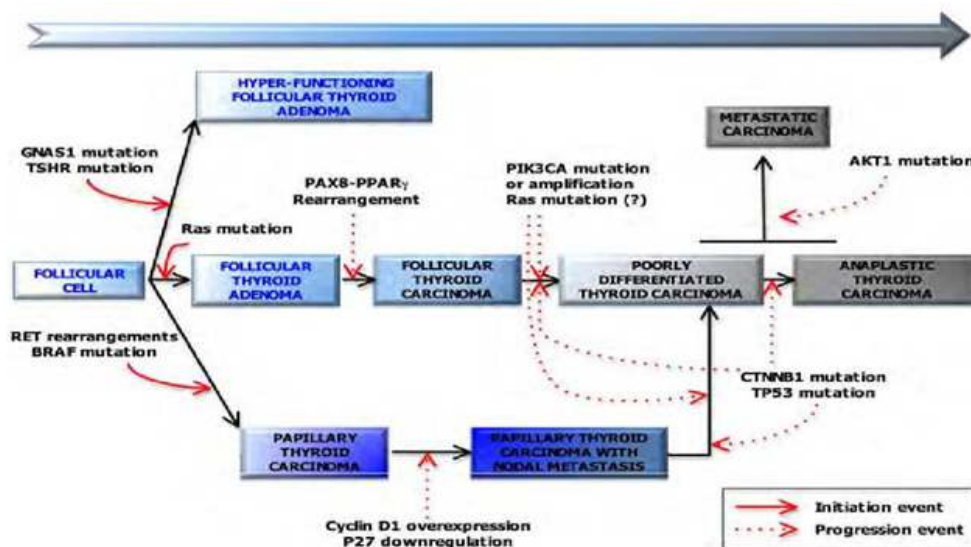 HYPER-FUNCTIONING
FOLLICULAR THYROID
ADENOMA
METASTATIC
CARCINOMA
GNAS1 mutation
TSHR mutation
PAX8-PPARγ
Rearrangement
PIK3CA mutation
or amplification
Ras mutation (?)
AKT1 mutation
Ras mutation
FOLLICULAR
CELL
FOLLICULAR
THYROID
ADENOMA
FOLLICULAR
THYROID
CARCINOMA
POORLY
DIFFERENTIATED
THYROID CARCINOMA
ANAPLASTIC
THYROID
CARCINOMA
RET rearrangements
BRAF mutation
CTNNB1 mutation
TP53 mutation
PAPILLARY
THYROID
CARCINOMA
PAPILLARY THYROID
CARCINOMA WITH
NODAL METASTASIS
Cyclin D1 overexpression
P27 downregulation
Initiation event
Progression event